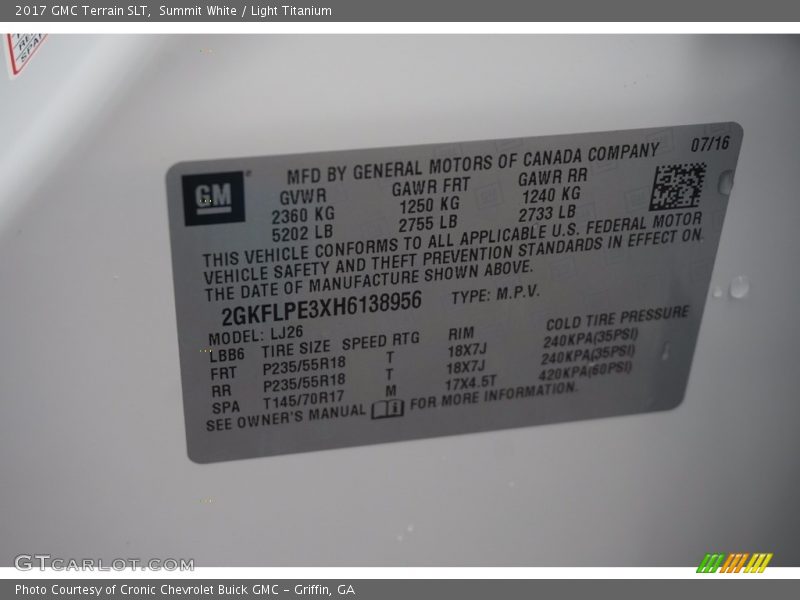 2017 GMC Terrain SLT, Summit White / Light Titanium
07/16
MFD BY GENERAL MOTORS OF CANADA COMPANY
GM
GVWR GAWR FRT GAWR RR
2360 KG 1250 KG 1240 KG
5202 LB 2755 LB 2733 LB
THIS VEHICLE CONFORMS TO ALL APPLICABLE U.S. FEDERAL MOTOR
VEHICLE SAFETY AND THEFT PREVENTION STANDARDS IN EFFECT ON
THE DATE OF MANUFACTURE SHOWN ABOVE.
2GKFLPE3XH6138956 TYPE: M.P.V.
MODEL: LJ26
LBB6 TIRE SIZE SPEED RTG RIM COLD TIRE PRESSURE
FRT P235/55R18 T 18X7J 240KPA(35PSI)
RR P235/55R18 T 18X7J 240KPA(35PSI)
SPA T145/70R17 M 17X4.5T 420KPA(60PSI)
SEE OWNER'S MANUAL FOR MORE INFORMATION.
GTCARLOT.COM
Photo Courtesy of Cronic Chevrolet Buick GMC - Griffin, GA